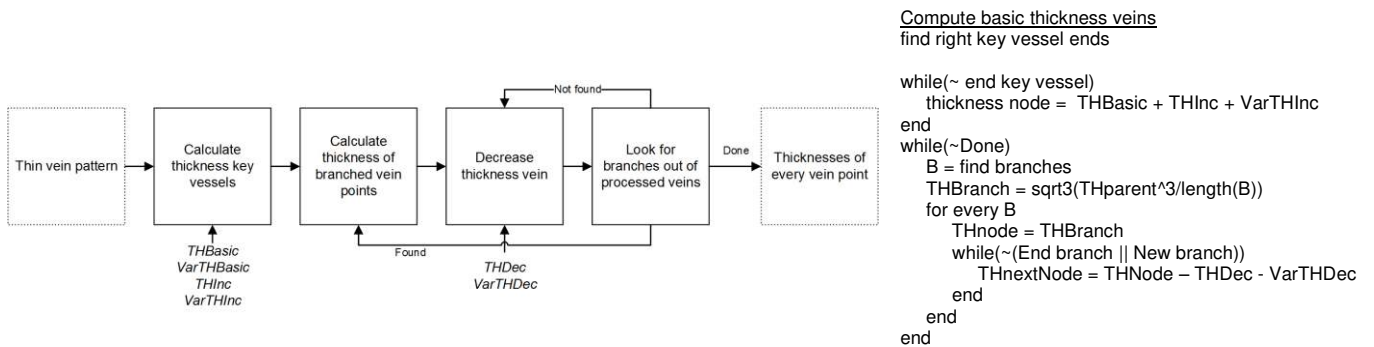 Thin vein pattern
Calculate
thickness key
vessels
THBasic
VarTHBasic
THInc
VarTHInc
Calculate
thickness of
branched vein
points
Decrease
thickness vein
THDec
VarTHDec
Not found
Found
Look for
branches out of
processed veins
Done
Thicknesses of
every vein point
Compute basic thickness veins
find right key vessel ends
while(~ end key vessel)
thickness node = THBasic + THInc + VarTHInc
end
while(~Done)
B = find branches
THBranch = sqrt3(THparent^3/length(B))
for every B
THnode = THBranch
while(~(End branch || New branch))
THnextNode = THNode – THDec - VarTHDec
end
end
end